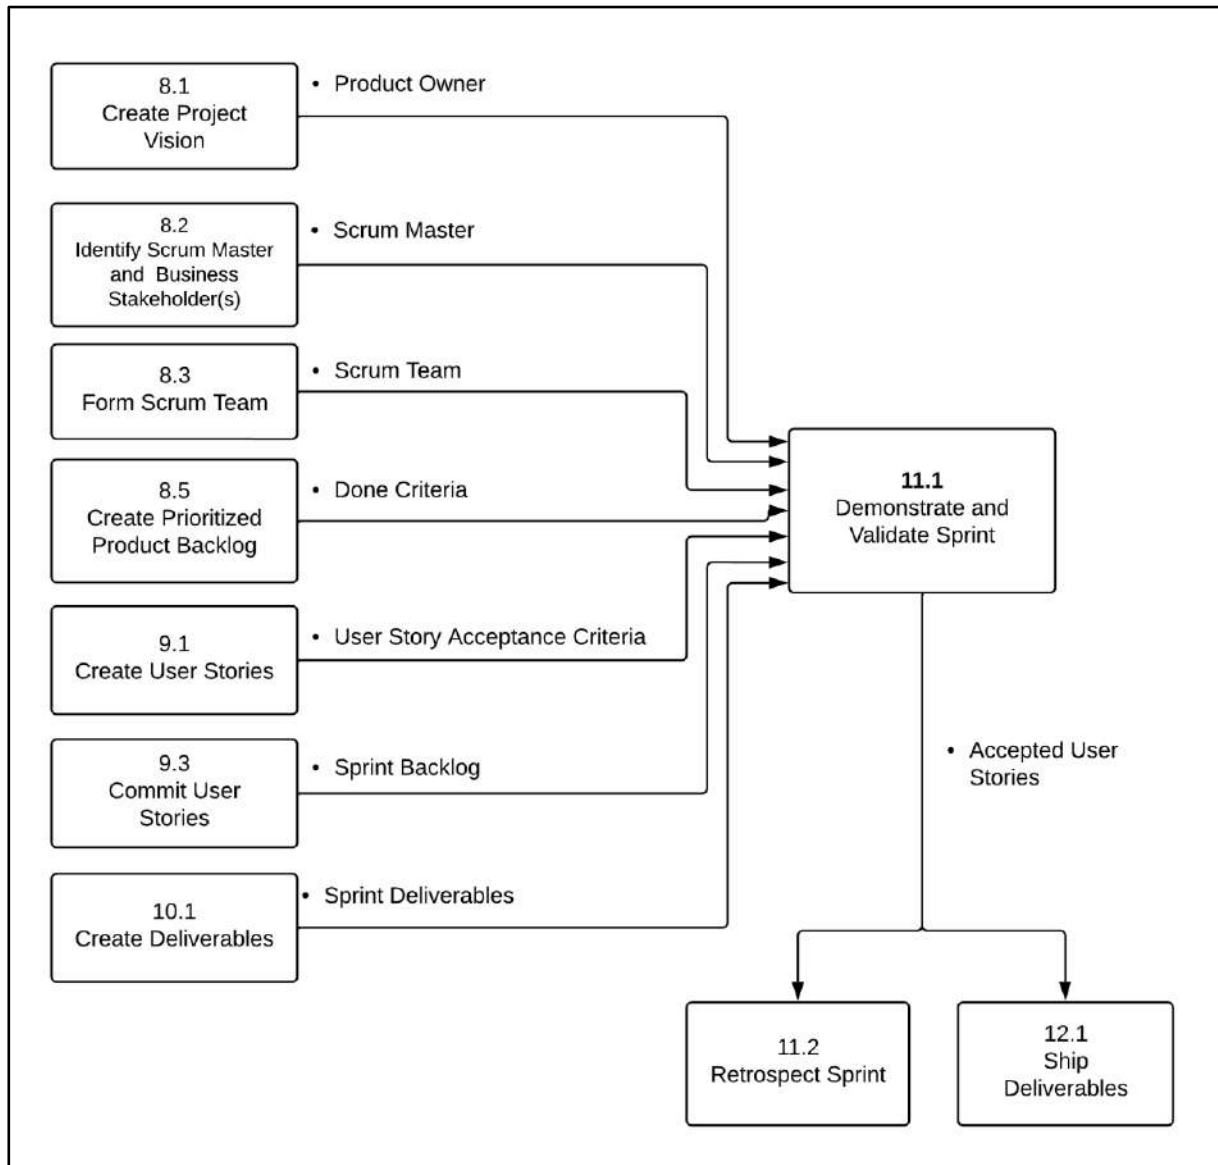 8.1
Create Project
Vision
• Product Owner
8.2
Identify Scrum Master
and Business
Stakeholder(s)
• Scrum Master
8.3
Form Scrum Team
• Scrum Team
8.5
Create Prioritized
Product Backlog
• Done Criteria
9.1
Create User Stories
• User Story Acceptance Criteria
9.3
Commit User
Stories
• Sprint Backlog
10.1
Create Deliverables
• Sprint Deliverables
11.1
Demonstrate and
Validate Sprint
• Accepted User
Stories
11.2
Retrospect Sprint
12.1
Ship
Deliverables